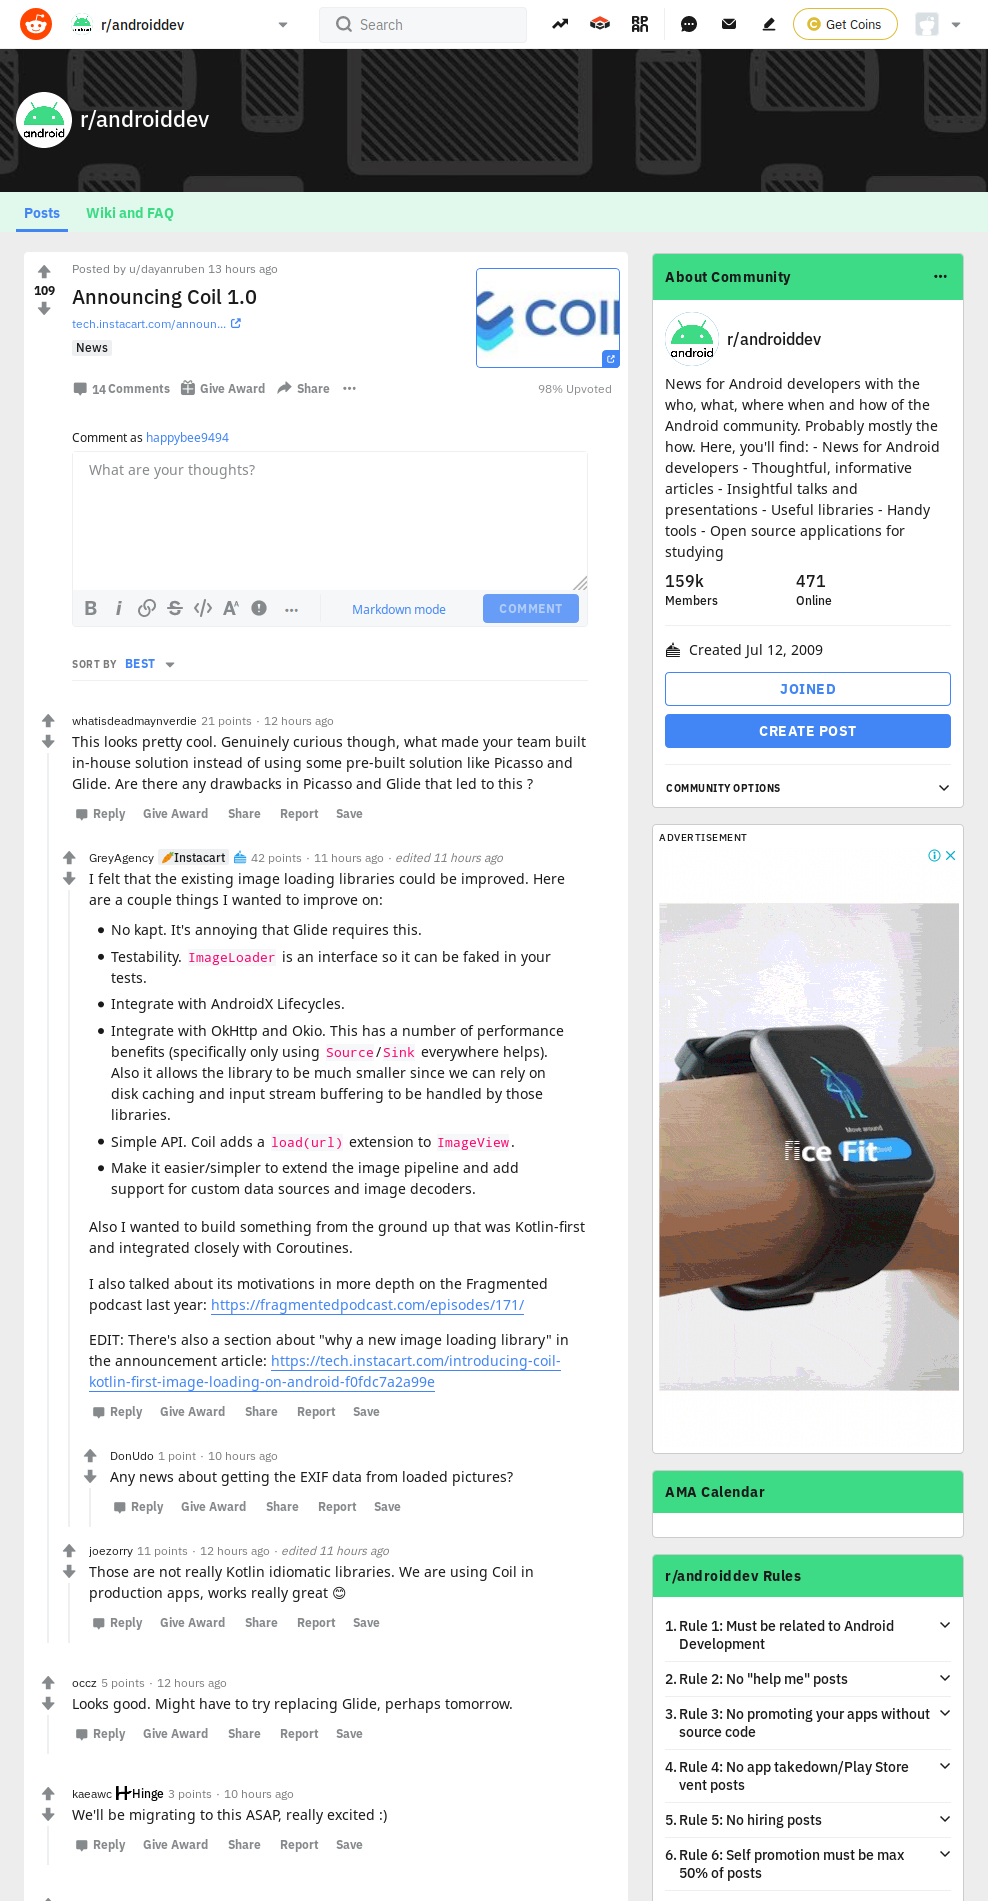 r/androiddev
Search
Get Coins
android
r/androiddev
Posts
Wiki and FAQ
109
Posted by u/dayanruben 13 hours ago
Announcing Coil 1.0
tech.instacart.com/announ...
News
COIL
14 Comments
Give Award
Share
98% Upvoted
Comment as happybee9494
What are your thoughts?
Markdown mode
COMMENT
SORT BY BEST
whatisdeadmaynverdie 21 points · 12 hours ago
This looks pretty cool. Genuinely curious though, what made your team built
in-house solution instead of using some pre-built solution like Picasso and
Glide. Are there any drawbacks in Picasso and Glide that led to this ?
Reply Give Award Share Report Save
GreyAgency 🥕Instacart 42 points · 11 hours ago · edited 11 hours ago
I felt that the existing image loading libraries could be improved. Here
are a couple things I wanted to improve on:
• No kapt. It's annoying that Glide requires this.
• Testability. ImageLoader is an interface so it can be faked in your
tests.
• Integrate with AndroidX Lifecycles.
• Integrate with OkHttp and Okio. This has a number of performance
benefits (specifically only using Source/Sink everywhere helps).
Also it allows the library to be much smaller since we can rely on
disk caching and input stream buffering to be handled by those
libraries.
• Simple API. Coil adds a load(url) extension to ImageView.
• Make it easier/simpler to extend the image pipeline and add
support for custom data sources and image decoders.
Also I wanted to build something from the ground up that was Kotlin-first
and integrated closely with Coroutines.
I also talked about its motivations in more depth on the Fragmented
podcast last year: https://fragmentedpodcast.com/episodes/171/
EDIT: There's also a section about "why a new image loading library" in
the announcement article: https://tech.instacart.com/introducing-coil-
kotlin-first-image-loading-on-android-f0fdc7a2a99e
Reply Give Award Share Report Save
DonUdo 1 point · 10 hours ago
Any news about getting the EXIF data from loaded pictures?
Reply Give Award Share Report Save
joezorry 11 points · 12 hours ago · edited 11 hours ago
Those are not really Kotlin idiomatic libraries. We are using Coil in
production apps, works really great 😊
Reply Give Award Share Report Save
occz 5 points · 12 hours ago
Looks good. Might have to try replacing Glide, perhaps tomorrow.
Reply Give Award Share Report Save
kaeawc Hinge 3 points · 10 hours ago
We'll be migrating to this ASAP, really excited :)
Reply Give Award Share Report Save
About Community
android
r/androiddev
News for Android developers with the
who, what, where when and how of the
Android community. Probably mostly the
how. Here, you'll find: - News for Android
developers - Thoughtful, informative
articles - Insightful talks and
presentations - Useful libraries - Handy
tools - Open source applications for
studying
159k 471
Members Online
Created Jul 12, 2009
JOINED
CREATE POST
COMMUNITY OPTIONS
ADVERTISEMENT
Move around
ice Fit
AMA Calendar
r/androiddev Rules
1. Rule 1: Must be related to Android
Development
2. Rule 2: No "help me" posts
3. Rule 3: No promoting your apps without
source code
4. Rule 4: No app takedown/Play Store
vent posts
5. Rule 5: No hiring posts
6. Rule 6: Self promotion must be max
50% of posts